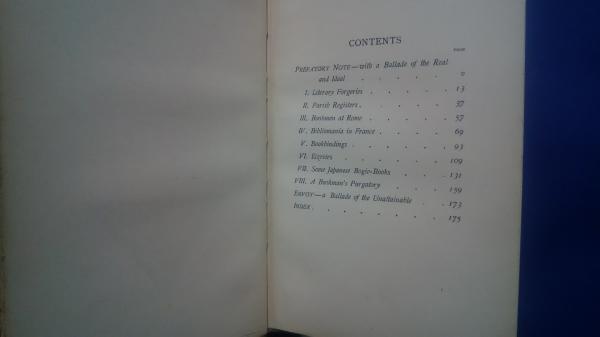 CONTENTS
PAGE
PREFATORY NOTE—with a Ballade of the Real
and Ideal . . . . . 9
I. Literary Forgeries . . . . 13
II. Parish Registers . . . . 37
III. Bookmen at Rome . . . . 57
IV. Bibliomania in France . . . . 69
V. Bookbindings . . . . . 93
VI. Elzevirs . . . . . 109
VII. Some Japanese Bogie-Books . . 131
VIII. A Bookman's Purgatory . . . 159
ENVOY—a Ballade of the Unattainable . . 173
INDEX . . . . . . 175